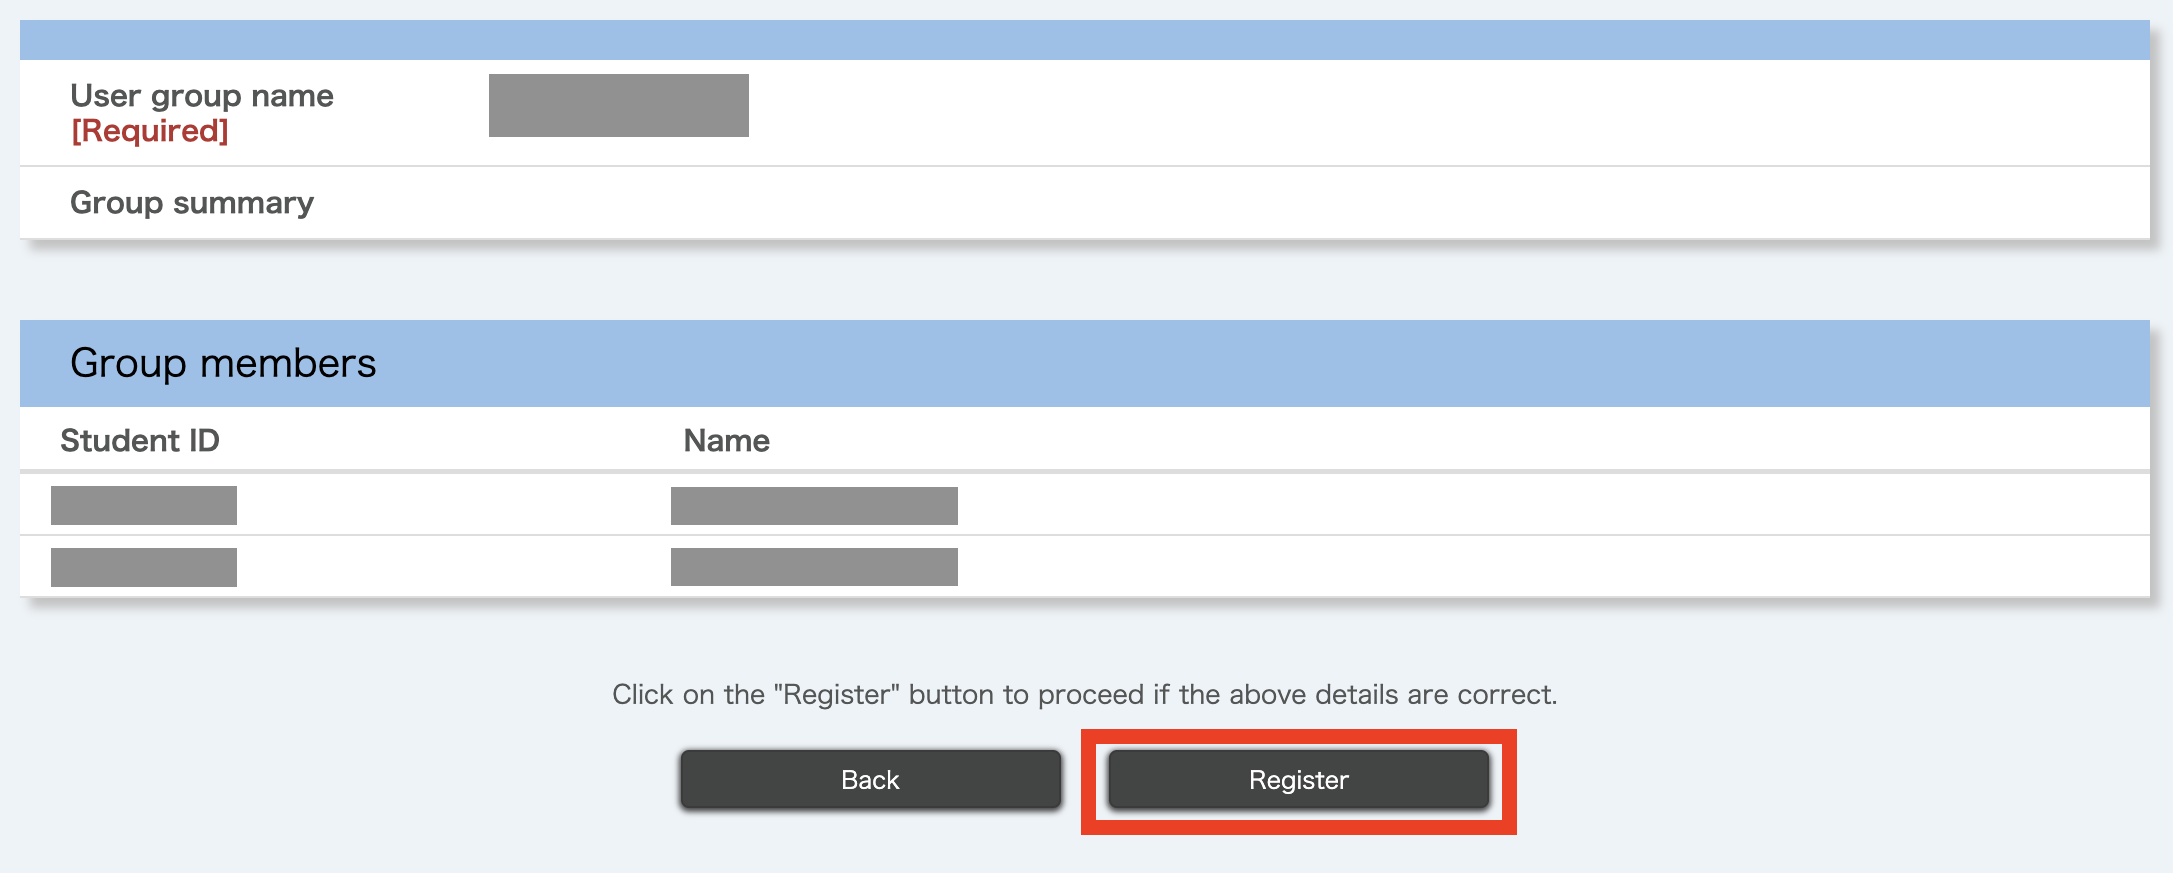 User group name
[Required]
Group summary
Group members
Student ID Name
Click on the "Register" button to proceed if the above details are correct.
Back Register